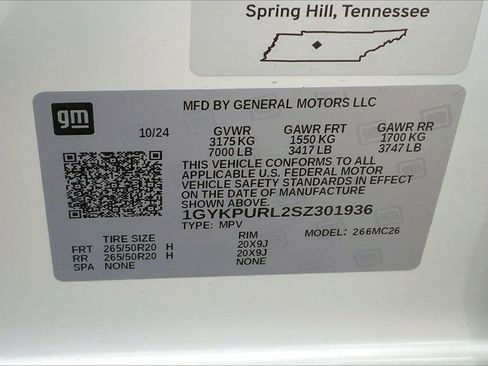 Spring Hill, Tennessee
gm
MFD BY GENERAL MOTORS LLC
10/24 GVWR GAWR FRT GAWR RR
3175 KG 1550 KG 1700 KG
7000 LB 3417 LB 3747 LB
THIS VEHICLE CONFORMS TO ALL
APPLICABLE U.S. FEDERAL MOTOR
VEHICLE SAFETY STANDARDS IN EFFECT
ON THE DATE OF MANUFACTURE
SHOWN ABOVE.
1GYKPURL2SZ301936
TYPE: MPV MODEL: 266MC26
TIRE SIZE RIM
FRT 265/50R20 H 20X9J
RR 265/50R20 H 20X9J
SPA NONE NONE